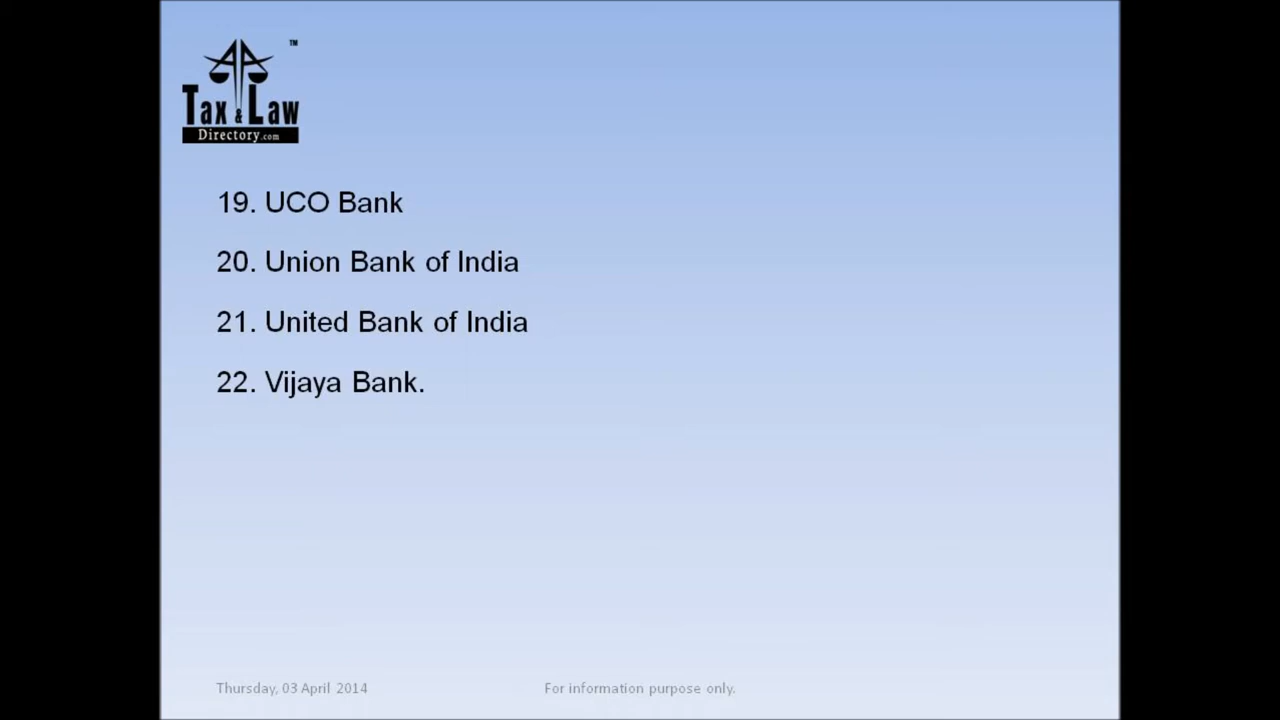 TM
Tax & Law
Directory.com
19. UCO Bank
20. Union Bank of India
21. United Bank of India
22. Vijaya Bank.
Thursday, 03 April 2014
For information purpose only.